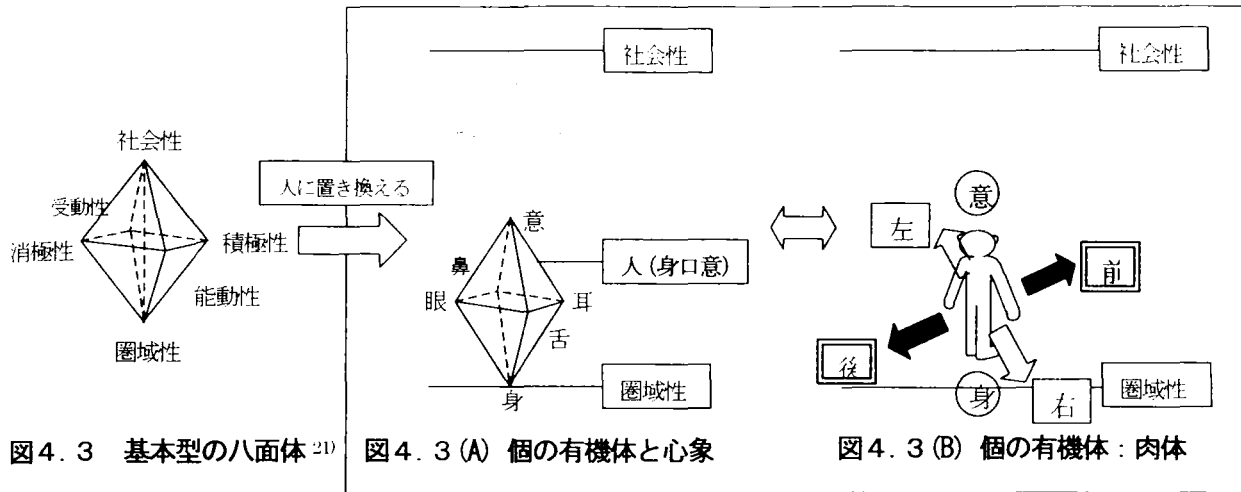 社会性
受動性
消極性
積極性
能動性
圏域性
人に置き換える
社会性
意
鼻
眼
耳
舌
身
人(身口意)
圏域性
社会性
意
左
前
後
身
右
圏域性
図4.3 基本型の八面体 21)
図4.3(A) 個の有機体と心象
図4.3(B) 個の有機体:肉体